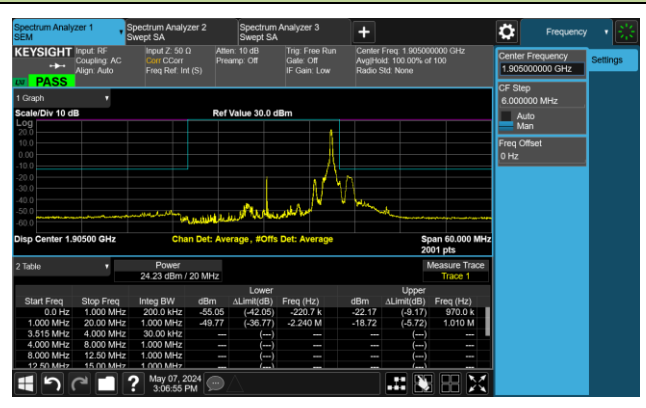 Spectrum Analyzer 1
SEM
Spectrum Analyzer 2
Swept SA
Spectrum Analyzer 3
Swept SA
Frequency
KEYSIGHT
Input: RF
Coupling: AC
Align: Auto
Input Z: 50 Ω
Corr CCorr
Freq Ref: Int (S)
Atten: 10 dB
Preamp: Off
Trig: Free Run
Gate: Off
IF Gain: Low
Center Freq: 1.905000000 GHz
Avg|Hold: 100.00% of 100
Radio Std: None
PASS
Center Frequency
1.905000000 GHz
Settings
CF Step
6.000000 MHz
Auto
Man
Freq Offset
0 Hz
1 Graph
Scale/Div 10 dB
Ref Value 30.0 dBm
Log
20.0
10.0
0.00
-10.0
-20.0
-30.0
-40.0
-50.0
-60.0
Disp Center 1.90500 GHz
Chan Det: Average, #Offs Det: Average
Span 60.000 MHz
2001 pts
2 Table
Power
24.23 dBm / 20 MHz
Measure Trace
Trace 1
Lower Upper
Start Freq Stop Freq Integ BW dBm ΔLimit(dB) Freq (Hz) dBm ΔLimit(dB) Freq (Hz)
0.0 Hz 1.000 MHz 200.0 kHz -55.05 (-42.05) -220.7 k -22.17 (-9.17) 970.0 k
1.000 MHz 20.00 MHz 1.000 MHz -49.77 (-36.77) -2.240 M -18.72 (-5.72) 1.010 M
3.515 MHz 4.000 MHz 30.00 kHz --- (---) --- --- (---) ---
4.000 MHz 8.000 MHz 1.000 MHz --- (---) --- --- (---) ---
8.000 MHz 12.50 MHz 1.000 MHz --- (---) --- --- (---) ---
12.50 MHz 15.00 MHz 1.000 MHz --- (---) --- --- (---) ---
May 07, 2024
3:06:55 PM